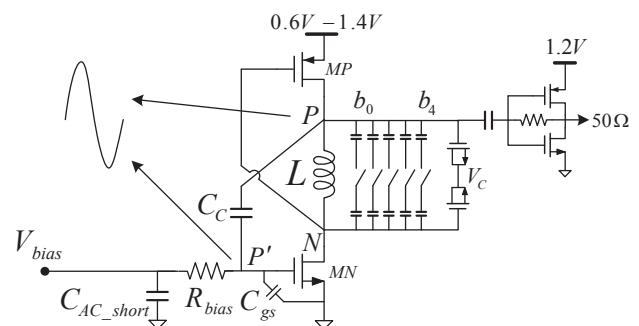 0.6V – 1.4V
MP
1.2V
P
b0
b4
50Ω
L
VC
CC
Vbias
P'
N
MN
CAC_short
Rbias
Cgs